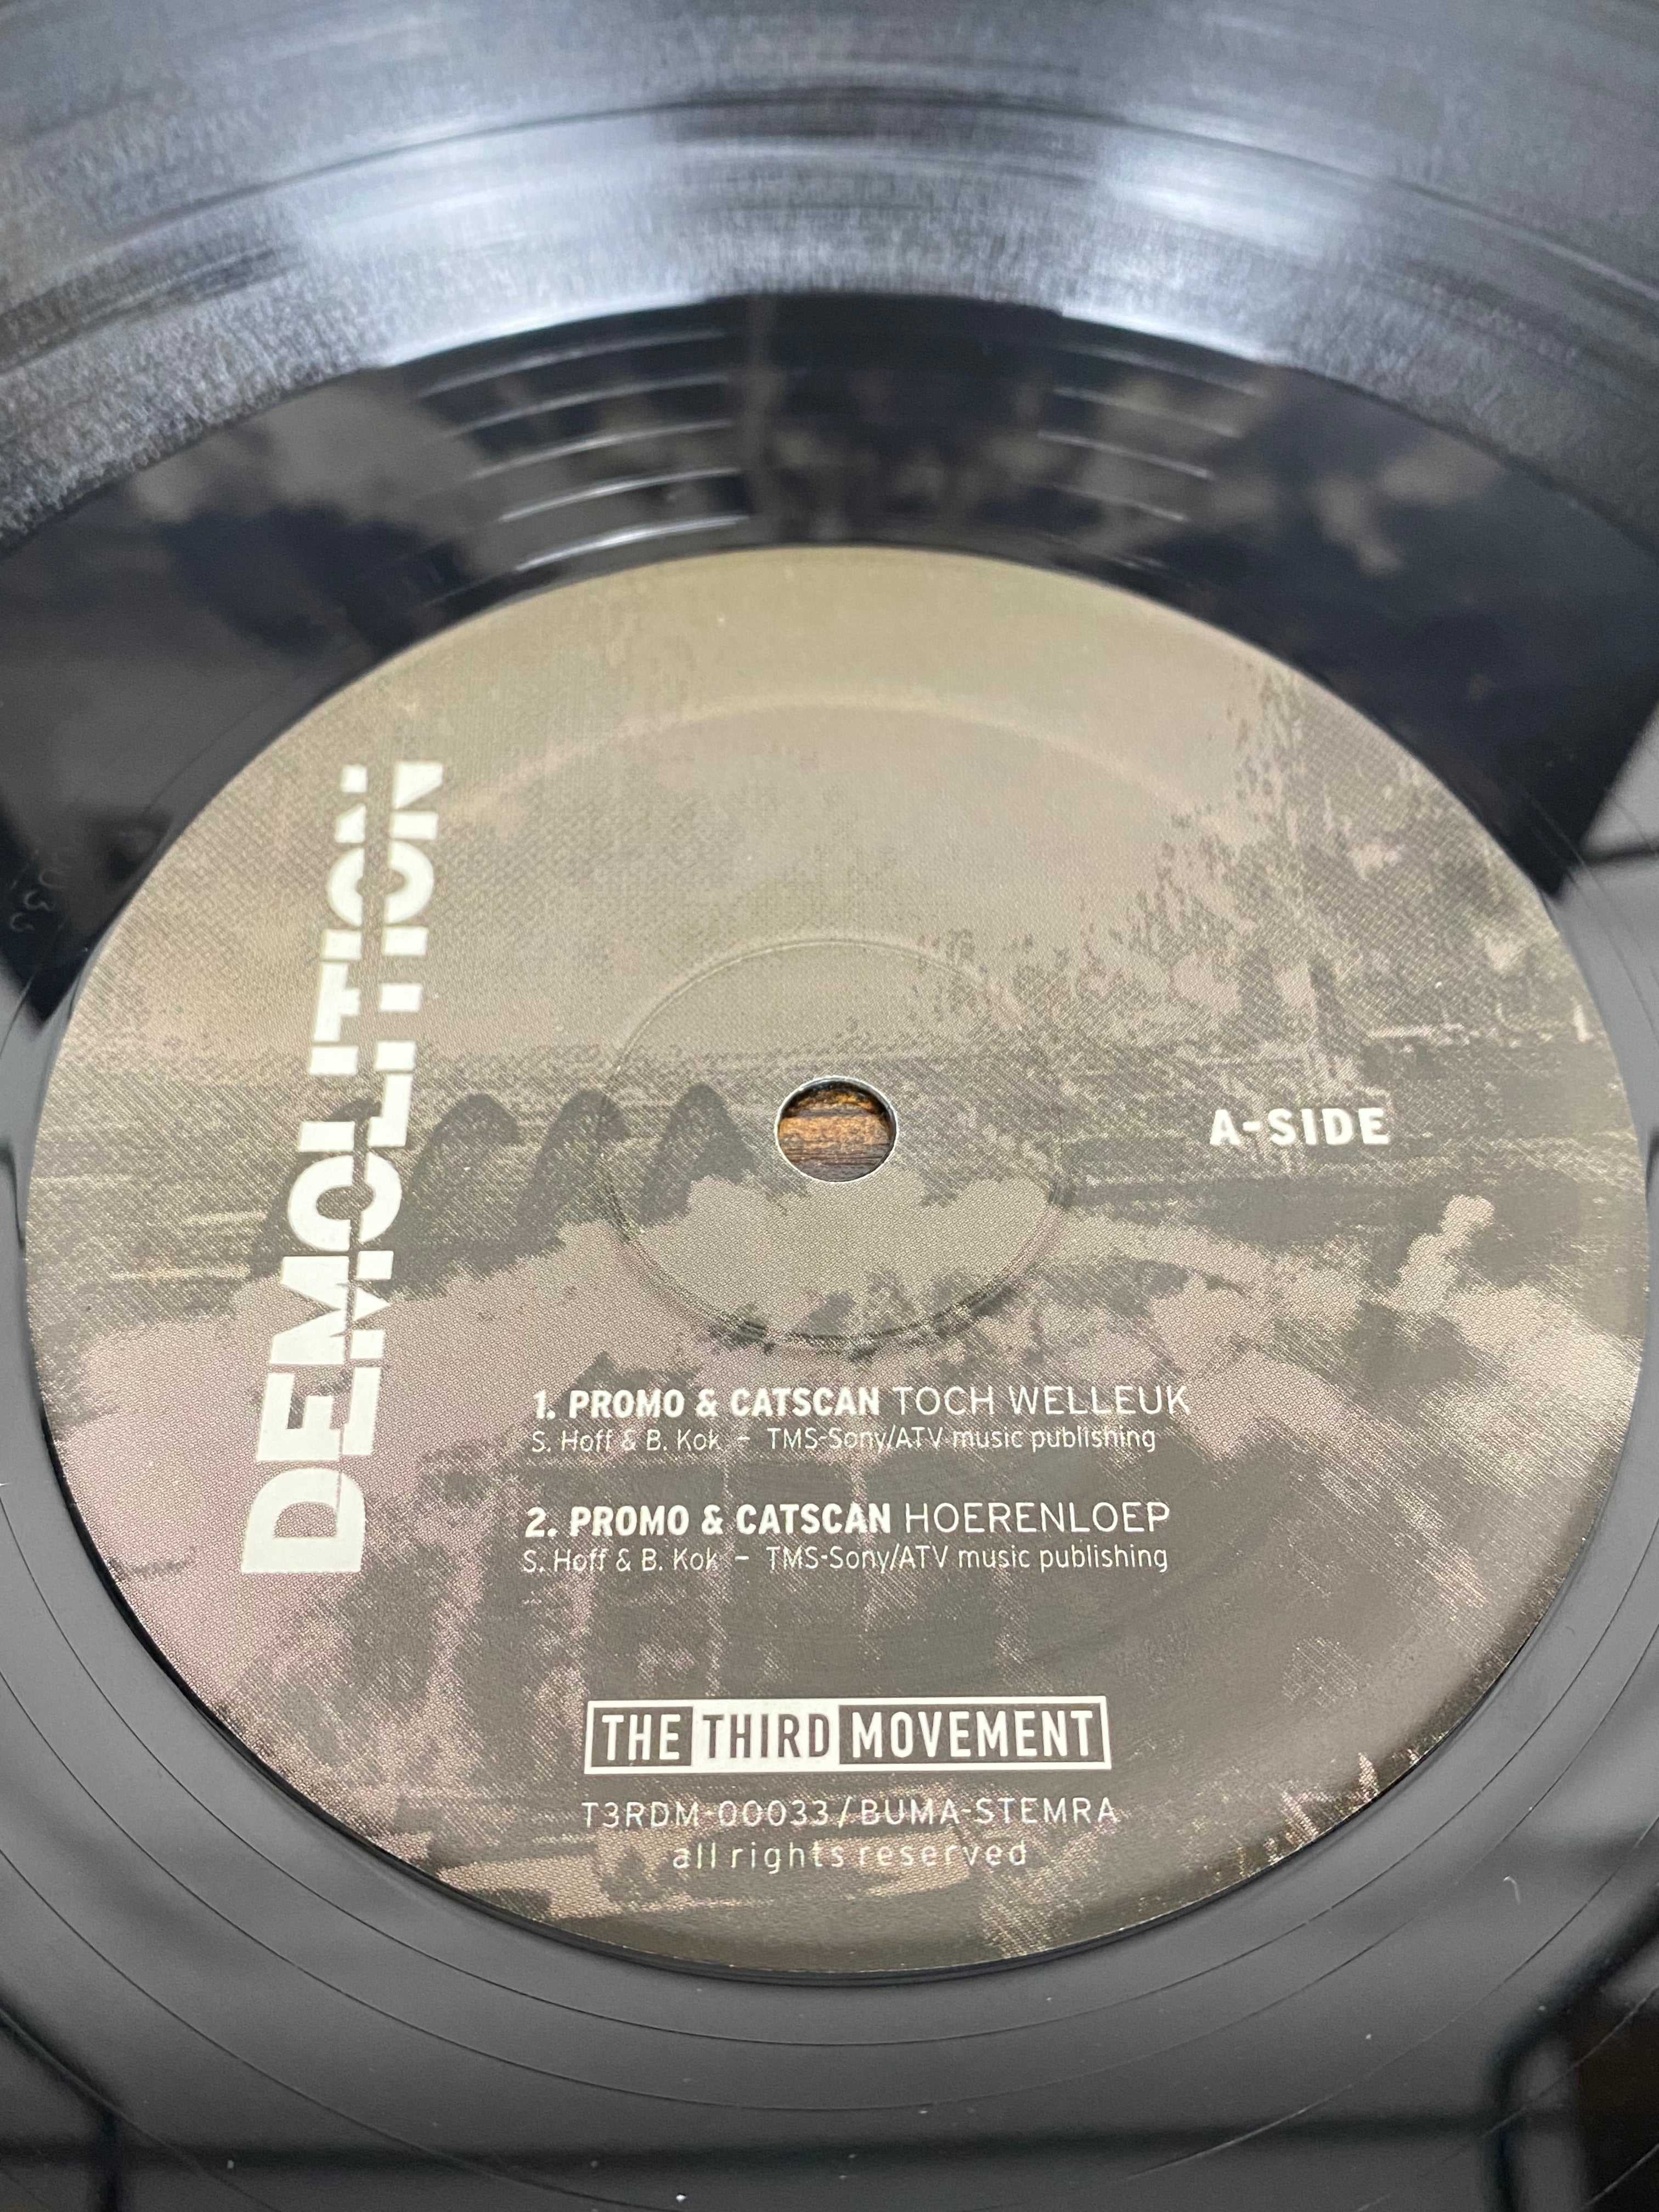 DEMOLITION
A-SIDE
1. PROMO & CATSCAN TOCH WELLEUK
S. Hoff & B. Kok - TMS-Sony/ATV music publishing
2. PROMO & CATSCAN HOERENLOEP
S. Hoff & B. Kok - TMS-Sony/ATV music publishing
THE THIRD MOVEMENT
T3RDM-00033/BUMA-STEMRA
all rights reserved